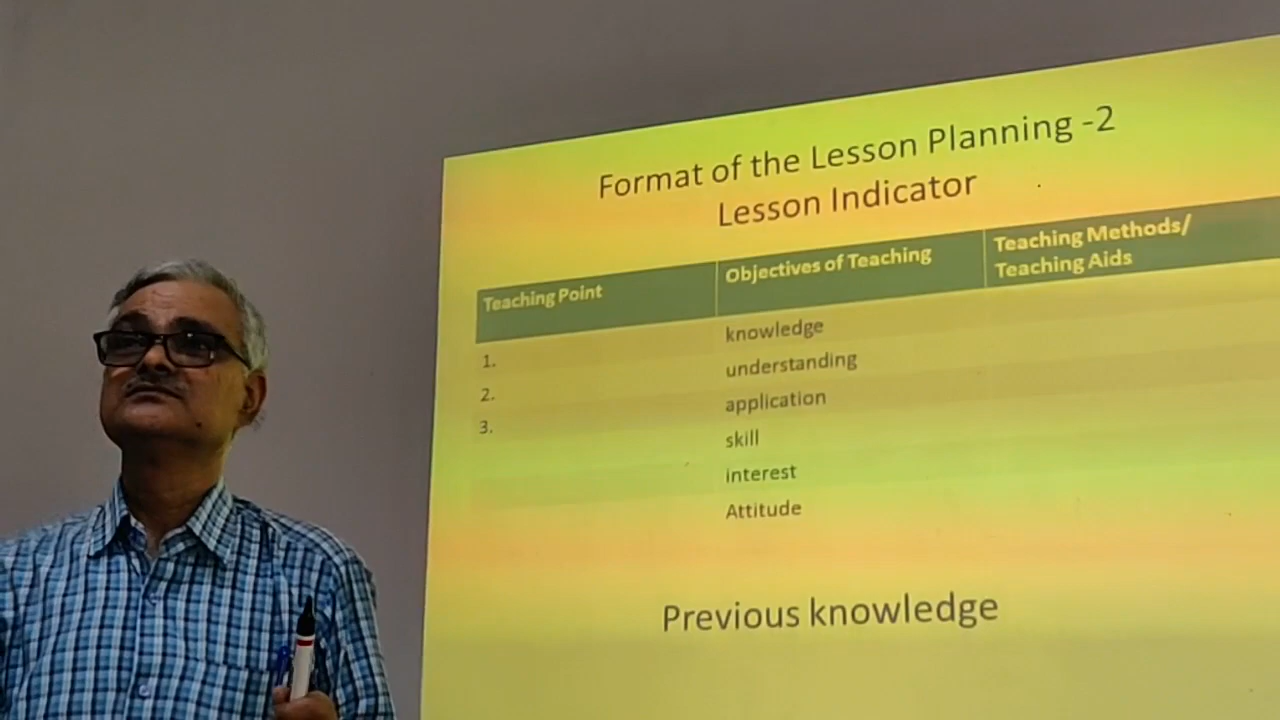 Format of the Lesson Planning -2
Lesson Indicator
Teaching Point
Objectives of Teaching
Teaching Methods/
Teaching Aids
1.
2.
3.
knowledge
understanding
application
skill
interest
Attitude
Previous knowledge